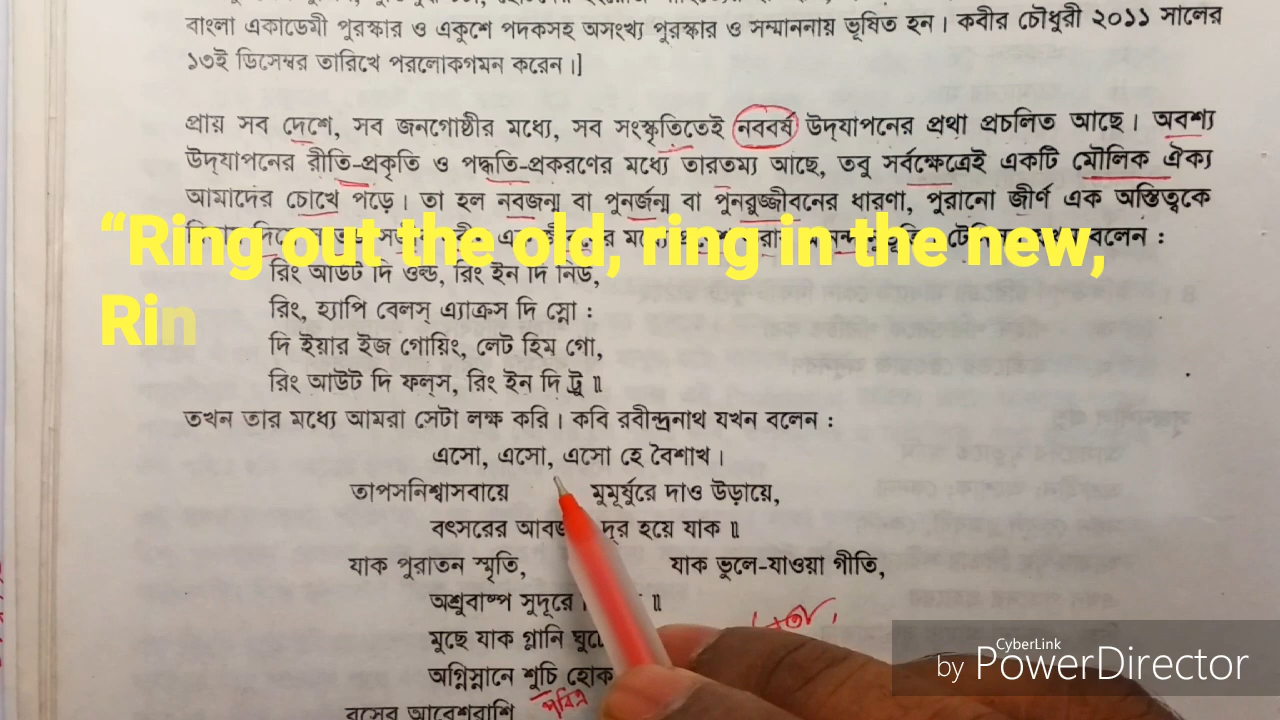 বাংলা একাডেমী পুরস্কার ও একুশে পদকসহ অসংখ্য পুরস্কার ও সম্মাননায় ভূষিত হন। কবীর চৌধুরী ২০১১ সালের
১৩ই ডিসেম্বর তারিখে পরলোকগমন করেন।]
প্রায় সব দেশে, সব জনগোষ্ঠীর মধ্যে, সব সংস্কৃতিতেই নববর্ষ উদ্‌যাপনের প্রথা প্রচলিত আছে। অবশ্য
উদ্‌যাপনের রীতি-প্রকৃতি ও পদ্ধতি-প্রকরণের মধ্যে তারতম্য আছে, তবু সর্বক্ষেত্রেই একটি মৌলিক ঐক্য
আমাদের চোখে পড়ে। তা হল নবজন্ম বা পুনর্জন্ম বা পুনরুজ্জীবনের ধারণা, পুরানো জীর্ণ এক অস্তিত্বকে
বলেন :
“Ring out the old, ring in the new,
রিং আউট দি ওল্ড, রিং ইন দি নিউ,
রিং, হ্যাপি বেলস্ এ্যাক্রস দি স্নো :
Rin
দি ইয়ার ইজ গোয়িং, লেট হিম গো,
রিং আউট দি ফল্‌স, রিং ইন দি ট্রু ॥
তখন তার মধ্যে আমরা সেটা লক্ষ করি। কবি রবীন্দ্রনাথ যখন বলেন :
এসো, এসো, এসো হে বৈশাখ।
তাপসনিশ্বাসবায়ে মুমূর্ষুরে দাও উড়ায়ে,
বৎসরের দূর হয়ে যাক ॥
যাক পুরাতন স্মৃতি, যাক ভুলে-যাওয়া গীতি,
অশ্রুবাষ্প সুদূরে ॥
মুছে যাক গ্লানি
অগ্নিস্নানে শুচি হোক
পবিত্র
রসের আবেশরাশি
CyberLink
by PowerDirector